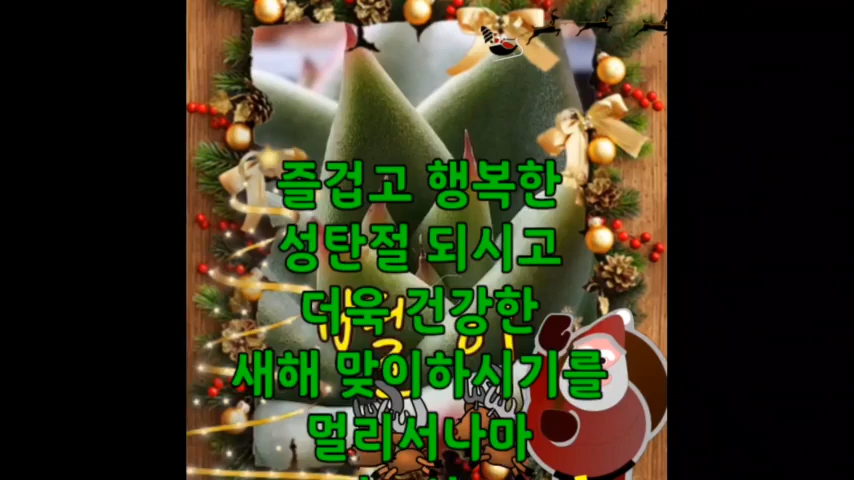 즐겁고 행복한
성탄절 되시고
더욱 건강한
새해 맞이하시기를
멀리서나마